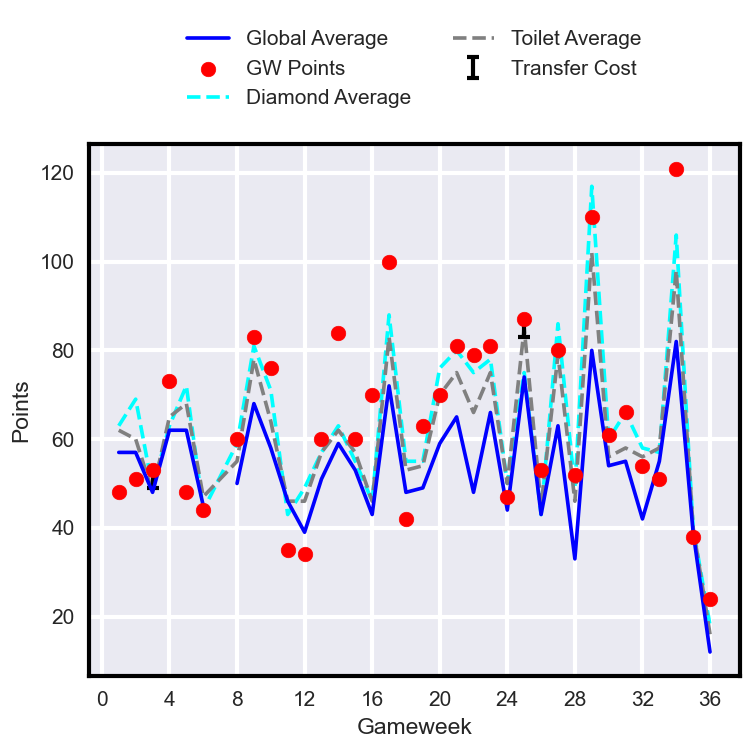 Global Average
GW Points
Diamond Average
Toilet Average
Transfer Cost
120
100
80
60
40
20
Points
0 4 8 12 16 20 24 28 32 36
Gameweek